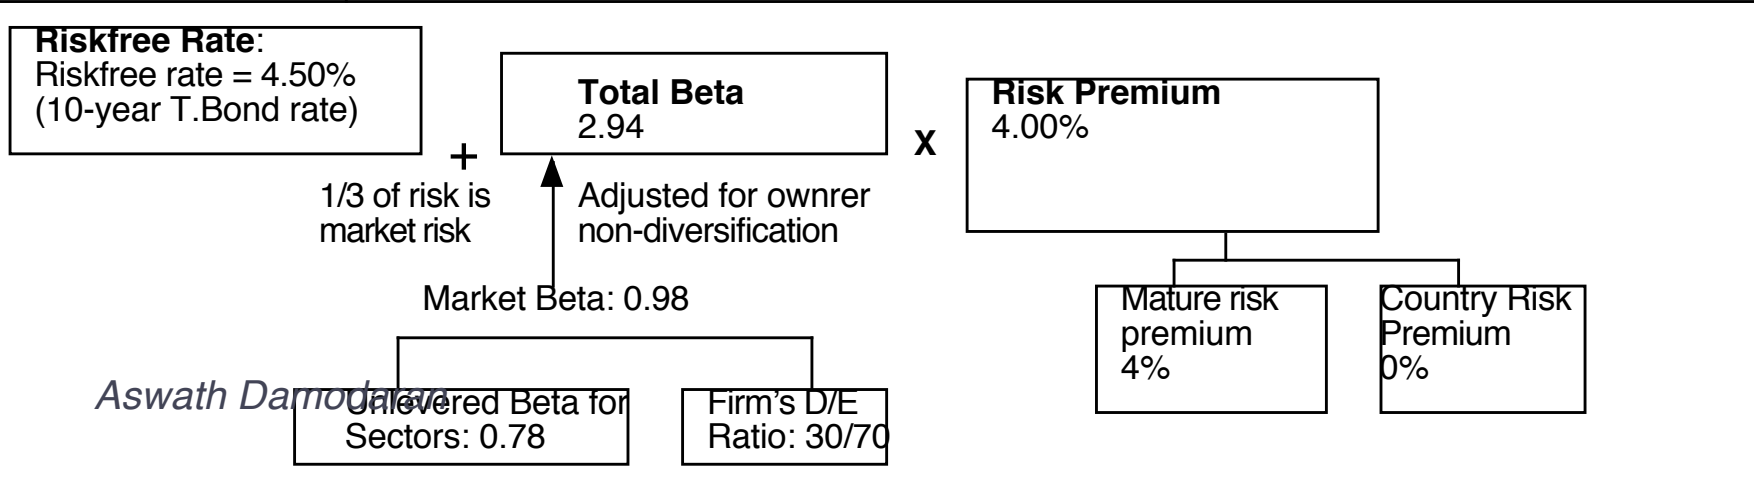 Riskfree Rate:
Riskfree rate = 4.50%
(10-year T.Bond rate)
+
Total Beta
2.94
X
Risk Premium
4.00%
1/3 of risk is
market risk
Adjusted for ownrer
non-diversification
Market Beta: 0.98
Mature risk
premium
4%
Country Risk
Premium
0%
Aswath Damodaran
Unlevered Beta for
Sectors: 0.78
Firm's D/E
Ratio: 30/70